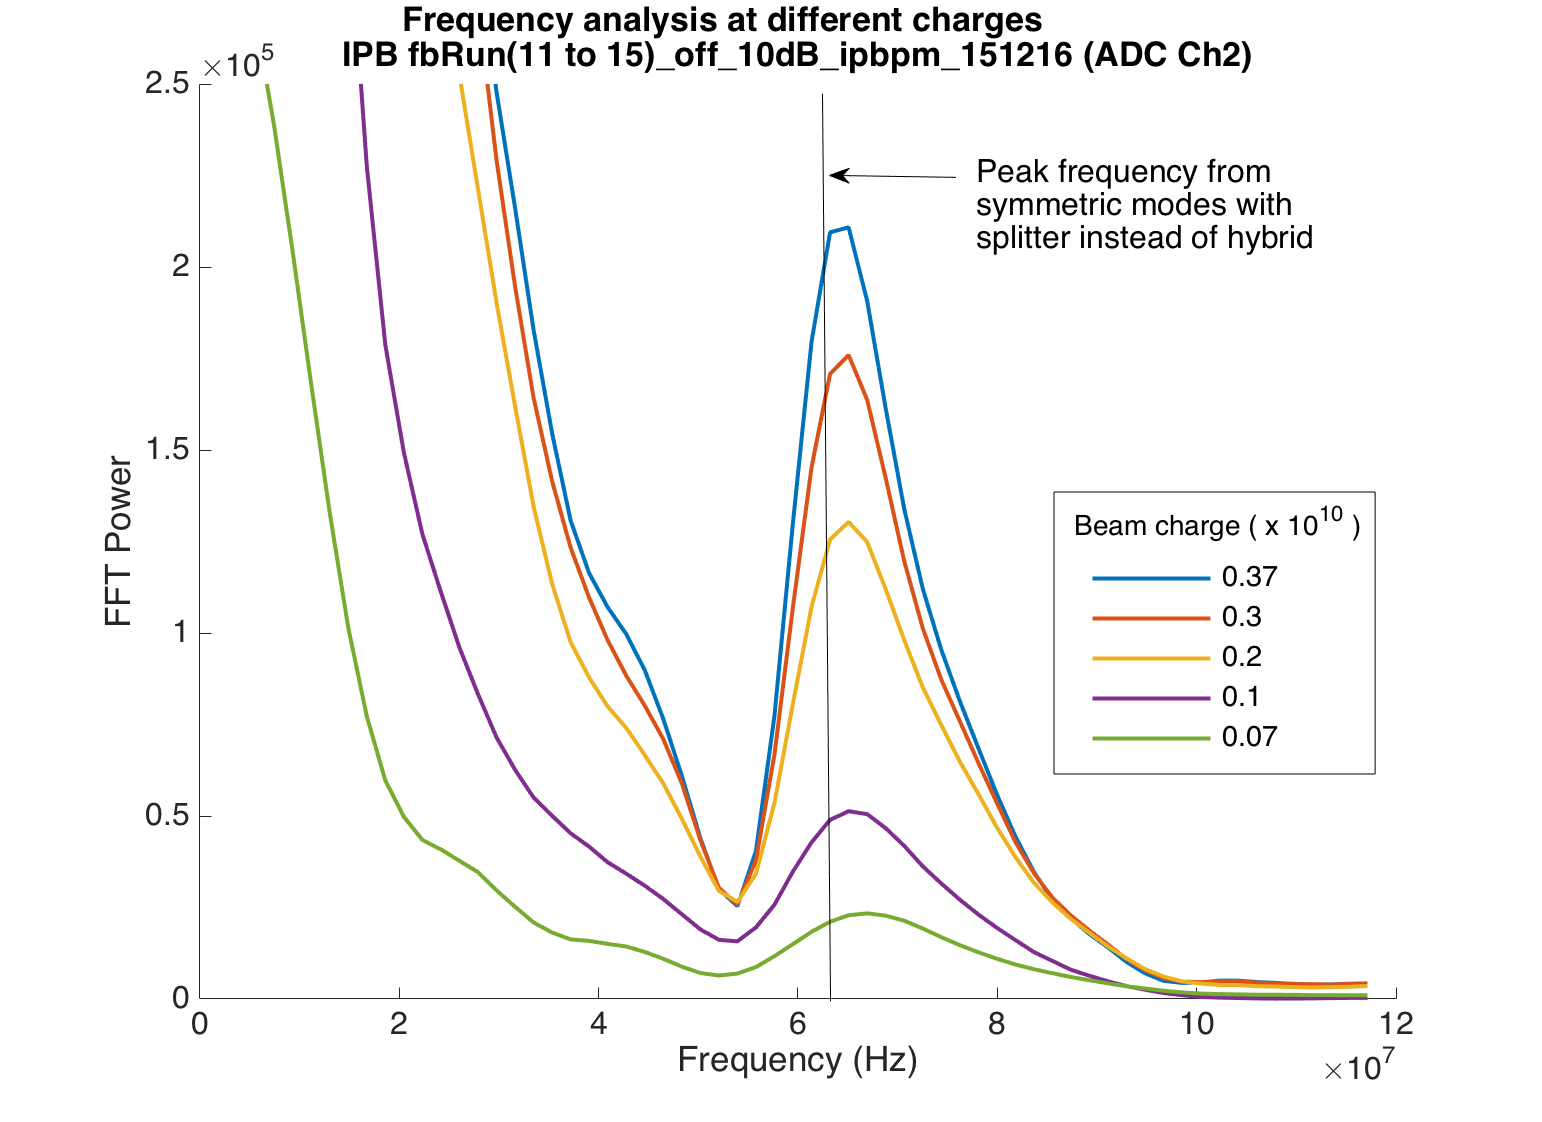 Frequency analysis at different charges
IPB fbRun(11 to 15)_off_10dB_ipbpm_151216 (ADC Ch2)
×10^5
2.5
2
1.5
1
0.5
0
FFT Power
Peak frequency from
symmetric modes with
splitter instead of hybrid
Beam charge ( x 10^10 )
0.37
0.3
0.2
0.1
0.07
0 2 4 6 8 10 12
Frequency (Hz)
×10^7